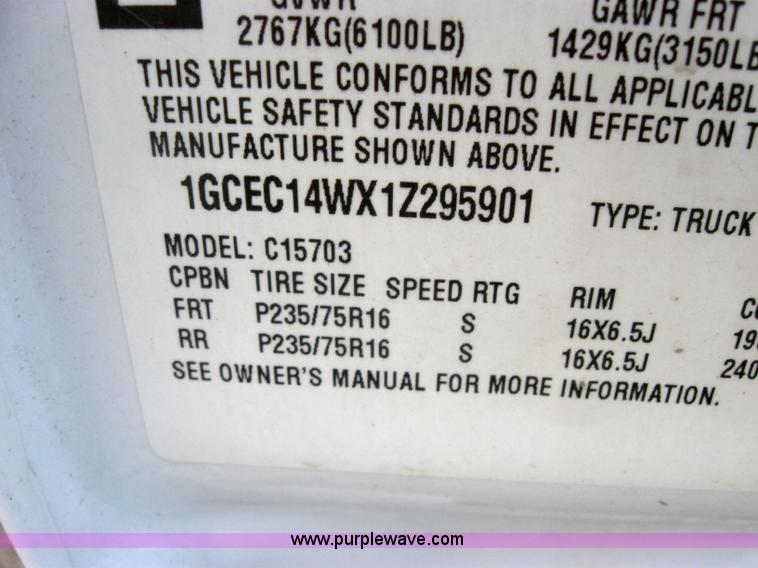 GVWR GAWR FRT
2767KG(6100LB) 1429KG(3150LB
THIS VEHICLE CONFORMS TO ALL APPLICABL
VEHICLE SAFETY STANDARDS IN EFFECT ON T
MANUFACTURE SHOWN ABOVE.
1GCEC14WX1Z295901 TYPE: TRUCK
MODEL: C15703
CPBN TIRE SIZE SPEED RTG RIM
FRT P235/75R16 S 16X6.5J 19
RR P235/75R16 S 16X6.5J 240
SEE OWNER'S MANUAL FOR MORE INFORMATION.
www.purplewave.com